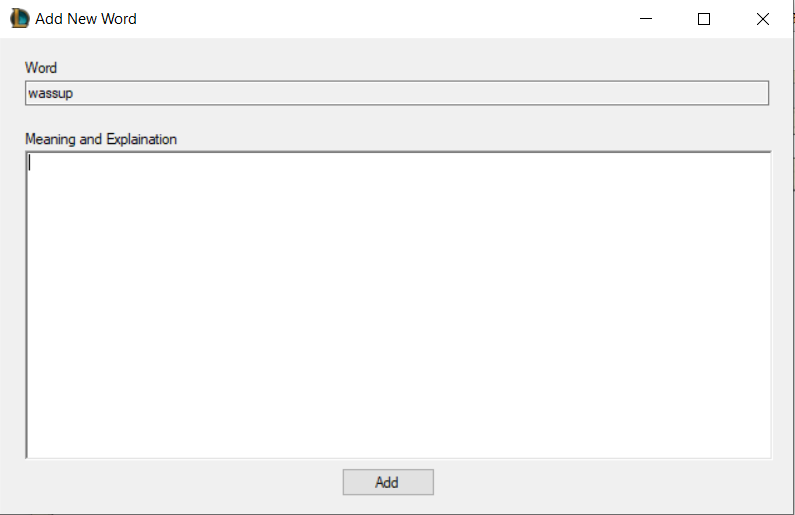 Add New Word
Word
wassup
Meaning and Explaination
Add